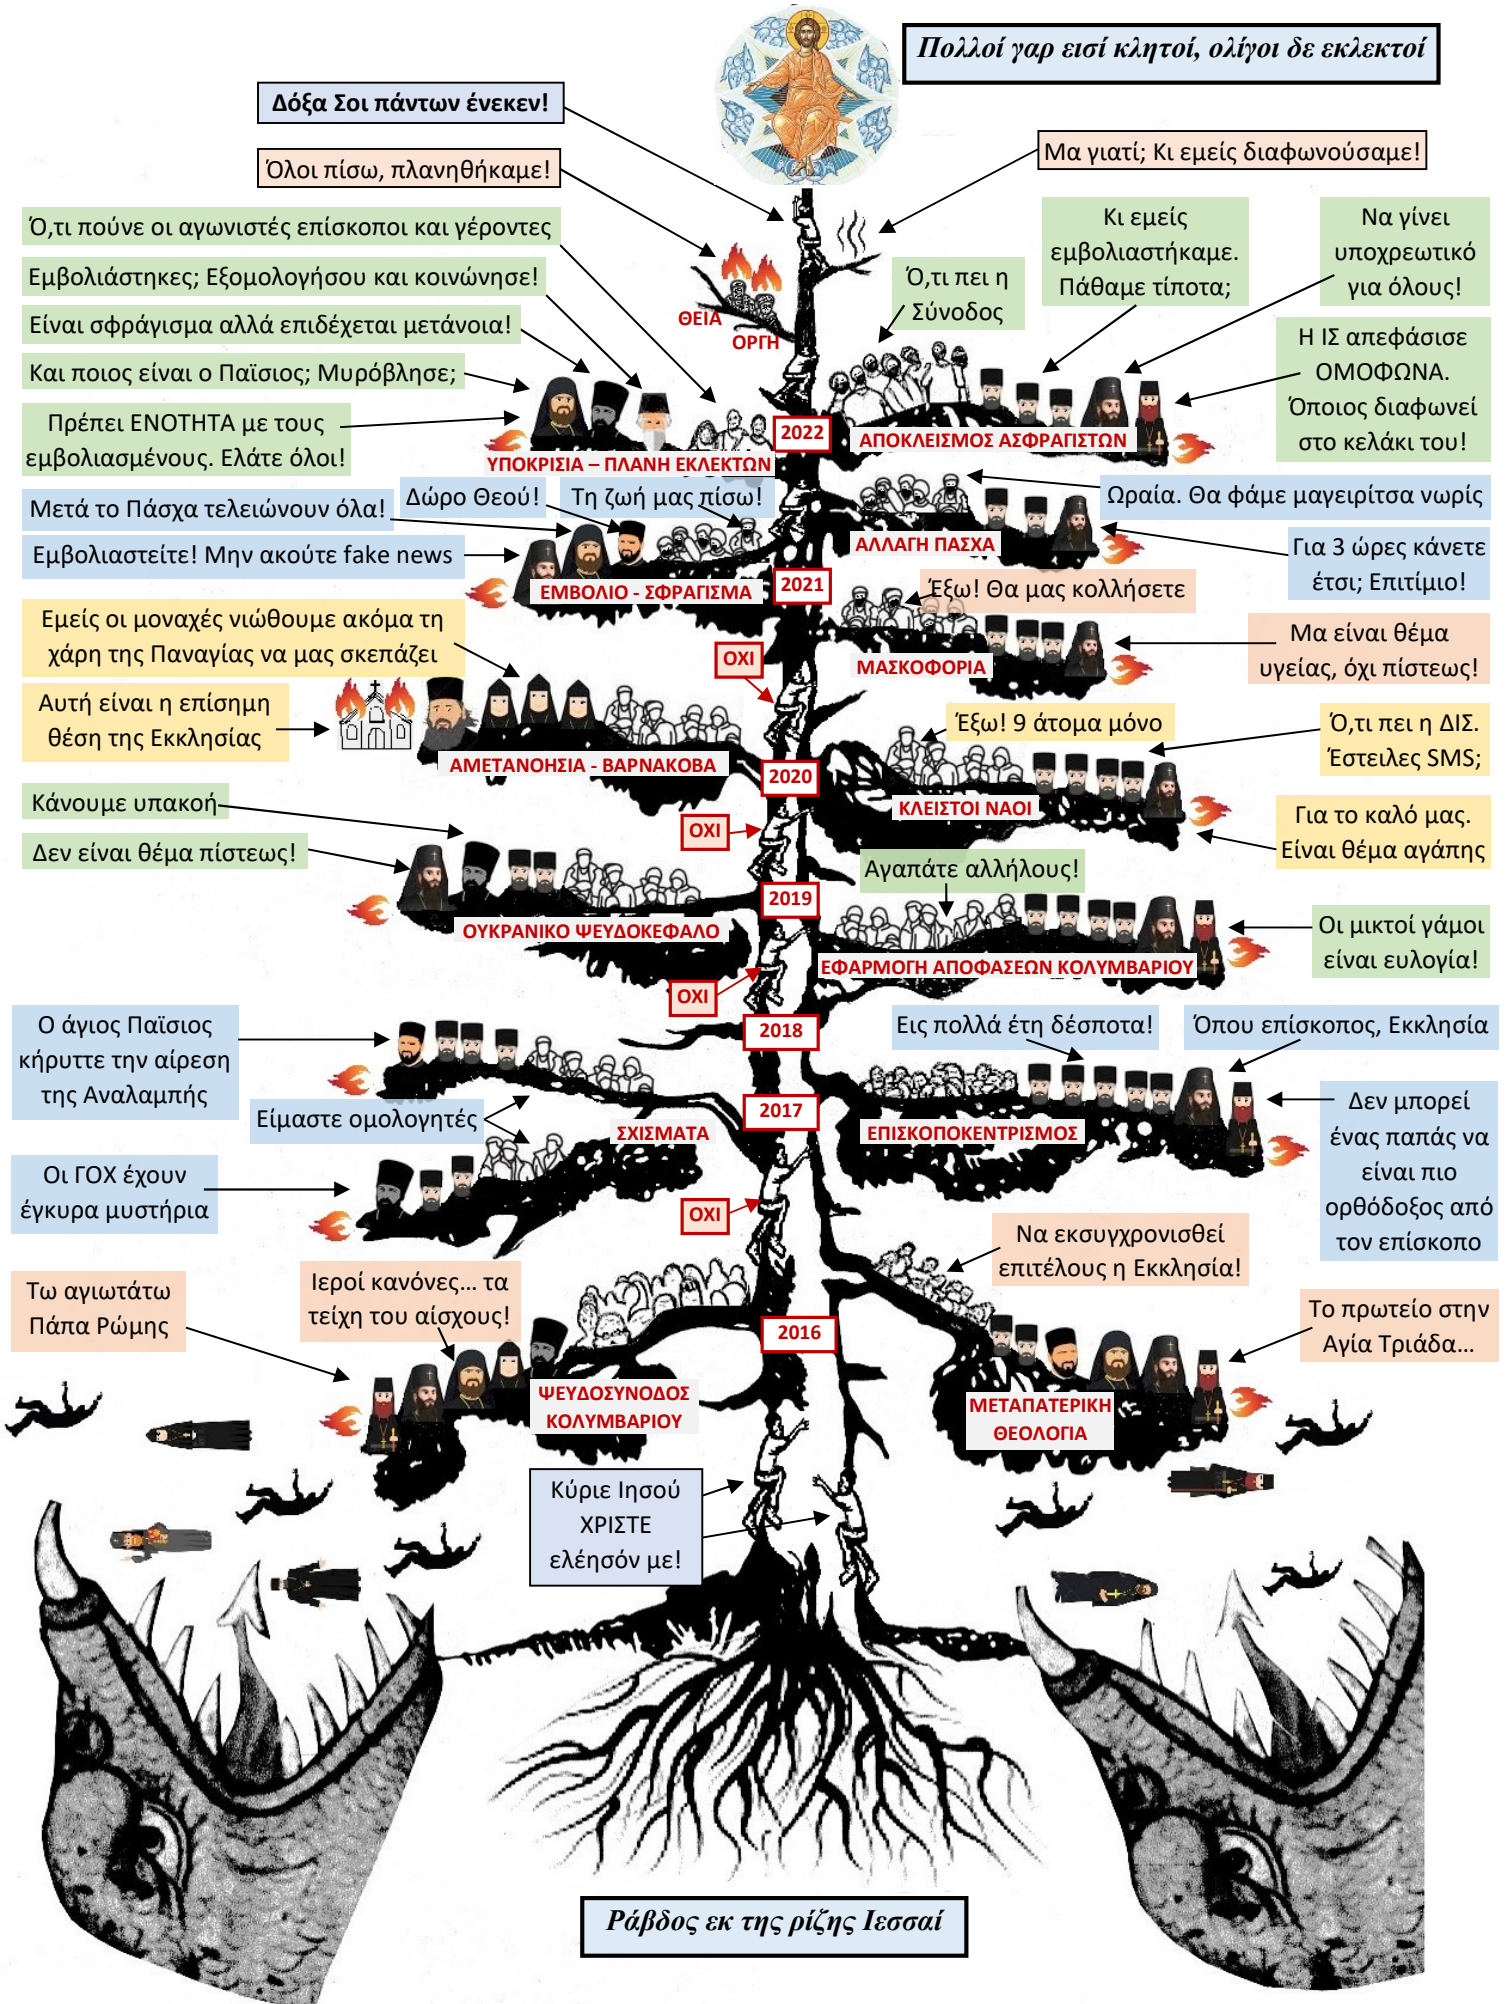 Πολλοί γαρ εισί κλητοί, ολίγοι δε εκλεκτοί
Δόξα Σοι πάντων ένεκεν!
Όλοι πίσω, πλανηθήκαμε!
Μα γιατί; Κι εμείς διαφωνούσαμε!
Ό,τι πούνε οι αγωνιστές επίσκοποι και γέροντες
Εμβολιάστηκες; Εξομολογήσου και κοινώνησε!
Είναι σφράγισμα αλλά επιδέχεται μετάνοια!
Και ποιος είναι ο Παϊσιος; Μυρόβλησε;
Πρέπει ΕΝΟΤΗΤΑ με τους
εμβολιασμένους. Ελάτε όλοι!
ΘΕΙΑ
ΟΡΓΗ
Ό,τι πει η
Σύνοδος
Κι εμείς
εμβολιαστήκαμε.
Πάθαμε τίποτα;
Να γίνει
υποχρεωτικό
για όλους!
Η ΙΣ απεφάσισε
ΟΜΟΦΩΝΑ.
Όποιος διαφωνεί
στο κελάκι του!
2022
ΥΠΟΚΡΙΣΙΑ – ΠΛΑΝΗ ΕΚΛΕΚΤΩΝ
ΑΠΟΚΛΕΙΣΜΟΣ ΑΣΦΡΑΓΙΣΤΩΝ
Μετά το Πάσχα τελειώνουν όλα!
Δώρο Θεού!
Τη ζωή μας πίσω!
Εμβολιαστείτε! Μην ακούτε fake news
Ωραία. Θα φάμε μαγειρίτσα νωρίς
Για 3 ώρες κάνετε
έτσι; Επιτίμιο!
ΑΛΛΑΓΗ ΠΑΣΧΑ
ΕΜΒΟΛΙΟ - ΣΦΡΑΓΙΣΜΑ
2021
Έξω! Θα μας κολλήσετε
Μα είναι θέμα
υγείας, όχι πίστεως!
ΜΑΣΚΟΦΟΡΙΑ
Εμείς οι μοναχές νιώθουμε ακόμα τη
χάρη της Παναγίας να μας σκεπάζει
Αυτή είναι η επίσημη
θέση της Εκκλησίας
ΟΧΙ
ΑΜΕΤΑΝΟΗΣΙΑ - ΒΑΡΝΑΚΟΒΑ
2020
Έξω! 9 άτομα μόνο
Ό,τι πει η ΔΙΣ.
Έστειλες SMS;
ΚΛΕΙΣΤΟΙ ΝΑΟΙ
Για το καλό μας.
Είναι θέμα αγάπης
Κάνουμε υπακοή
Δεν είναι θέμα πίστεως!
ΟΧΙ
2019
ΟΥΚΡΑΝΙΚΟ ΨΕΥΔΟΚΕΦΑΛΟ
Αγαπάτε αλλήλους!
Οι μικτοί γάμοι
είναι ευλογία!
ΕΦΑΡΜΟΓΗ ΑΠΟΦΑΣΕΩΝ ΚΟΛΥΜΒΑΡΙΟΥ
ΟΧΙ
2018
Ο άγιος Παϊσιος
κήρυττε την αίρεση
της Αναλαμπής
Είμαστε ομολογητές
ΣΧΙΣΜΑΤΑ
Οι ΓΟΧ έχουν
έγκυρα μυστήρια
2017
Εις πολλά έτη δέσποτα!
Όπου επίσκοπος, Εκκλησία
ΕΠΙΣΚΟΠΟΚΕΝΤΡΙΣΜΟΣ
Δεν μπορεί
ένας παπάς να
είναι πιο
ορθόδοξος από
τον επίσκοπο
ΟΧΙ
Τω αγιωτάτω
Πάπα Ρώμης
Ιεροί κανόνες... τα
τείχη του αίσχους!
ΨΕΥΔΟΣΥΝΟΔΟΣ
ΚΟΛΥΜΒΑΡΙΟΥ
2016
Να εκσυγχρονισθεί
επιτέλους η Εκκλησία!
Το πρωτείο στην
Αγία Τριάδα...
ΜΕΤΑΠΑΤΕΡΙΚΗ
ΘΕΟΛΟΓΙΑ
Κύριε Ιησού
ΧΡΙΣΤΕ
ελέησόν με!
Ράβδος εκ της ρίζης Ιεσσαί